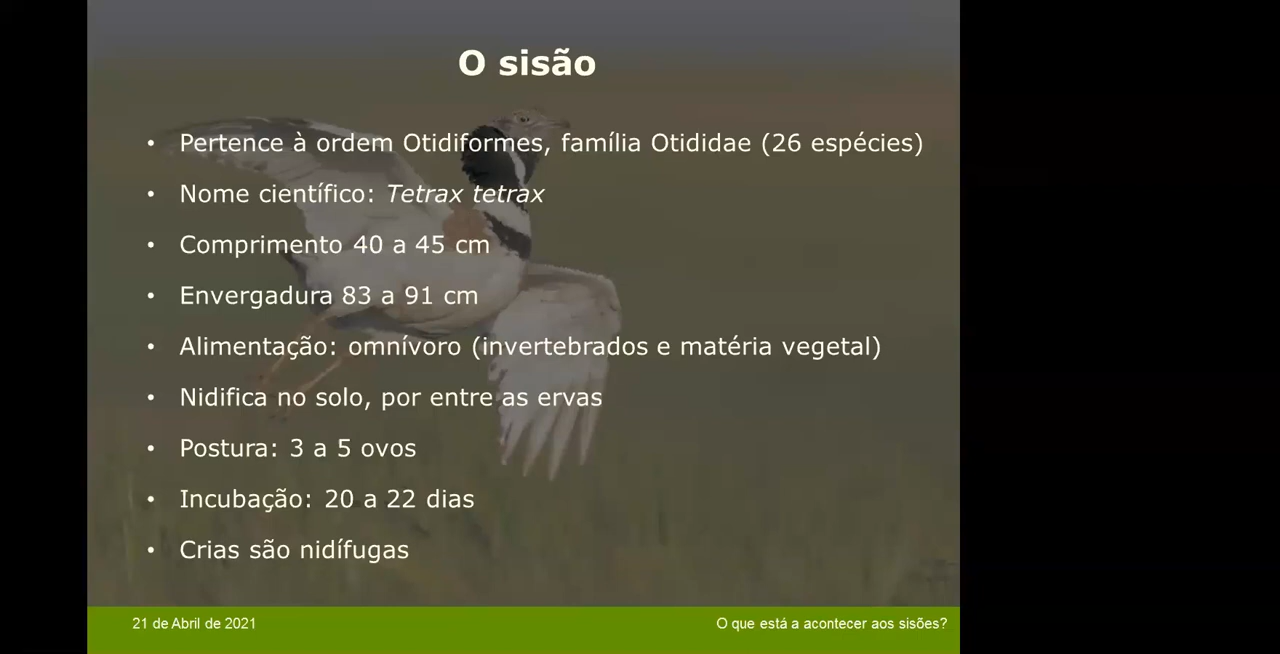 O sisão
• Pertence à ordem Otidiformes, família Otididae (26 espécies)
• Nome científico: Tetrax tetrax
• Comprimento 40 a 45 cm
• Envergadura 83 a 91 cm
• Alimentação: omnívoro (invertebrados e matéria vegetal)
• Nidifica no solo, por entre as ervas
• Postura: 3 a 5 ovos
• Incubação: 20 a 22 dias
• Crias são nidífugas
21 de Abril de 2021
O que está a acontecer aos sisões?